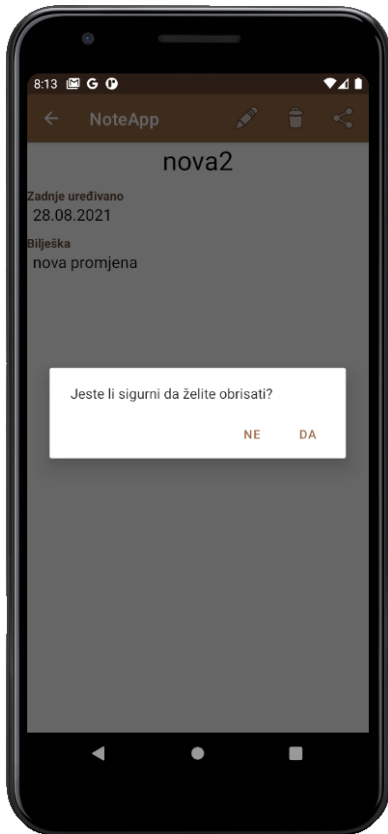 8:13 G
NoteApp
nova2
Zadnje uređivano
28.08.2021
Bilješka
nova promjena
Jeste li sigurni da želite obrisati?
NE DA